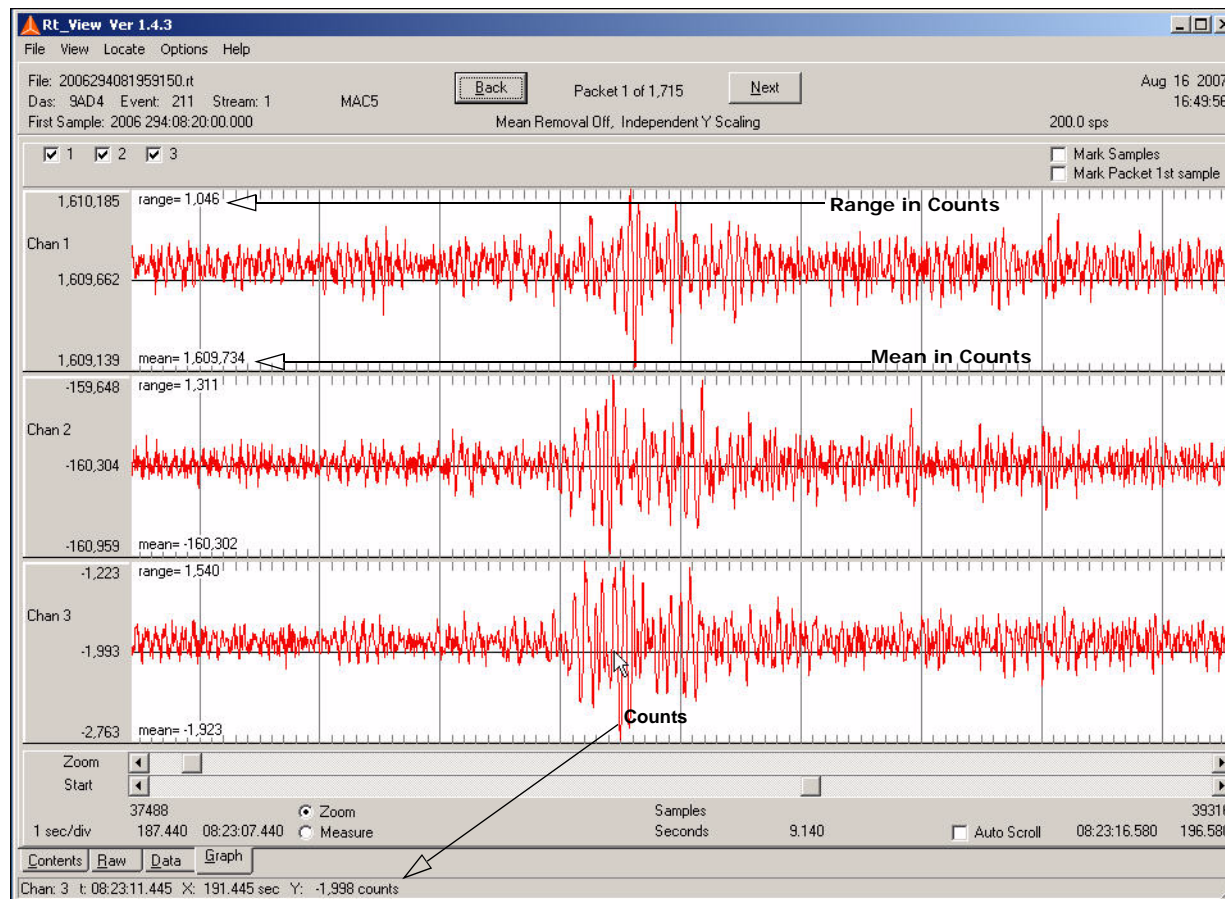 Rt_View Ver 1.4.3
File View Locate Options Help
File: 2006294081959150.rt
Das: 9AD4 Event: 211 Stream: 1 MAC5
First Sample: 2006 294:08:20:00.000
Back Packet 1 of 1,715 Next
Mean Removal Off, Independent Y Scaling
Aug 16 2007
16:49:56
200.0 sps
1 2 3
Mark Samples
Mark Packet 1st sample
1,610,185 range= 1,046
Range in Counts
Chan 1
1,609,662
1,609,139 mean= 1,609,734
Mean in Counts
-159,648 range= 1,311
Chan 2
-160,304
-160,959 mean= -160,302
-1,223 range= 1,540
Chan 3
-1,993
-2,763 mean= -1,923
Counts
Zoom
Start
37488 Zoom Samples 39316
1 sec/div 187.440 08:23:07.440 Measure Seconds 9.140 Auto Scroll 08:23:16.580 196.580
Contents Raw Data Graph
Chan: 3 t: 08:23:11.445 X: 191.445 sec Y: -1,998 counts